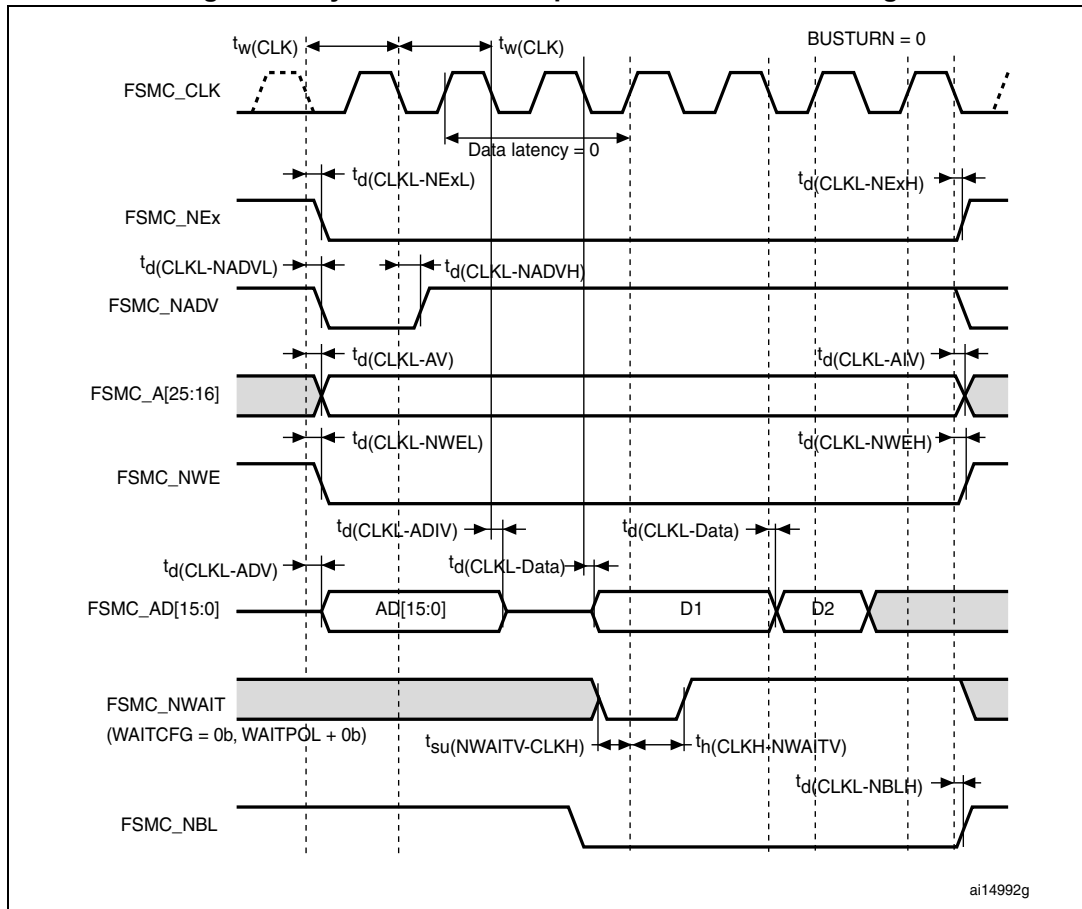 tw(CLK)
tw(CLK)
BUSTURN = 0
FSMC_CLK
Data latency = 0
td(CLKL-NExL)
td(CLKL-NExH)
FSMC_NEx
td(CLKL-NADVL)
td(CLKL-NADVH)
FSMC_NADV
td(CLKL-AV)
td(CLKL-AIV)
FSMC_A[25:16]
td(CLKL-NWEL)
td(CLKL-NWEH)
FSMC_NWE
td(CLKL-ADIV)
td(CLKL-Data)
td(CLKL-ADV)
td(CLKL-Data)
FSMC_AD[15:0]
AD[15:0]
D1
D2
FSMC_NWAIT
(WAITCFG = 0b, WAITPOL + 0b)
tsu(NWAITV-CLKH)
th(CLKH-NWAITV)
td(CLKL-NBLH)
FSMC_NBL
ai14992g